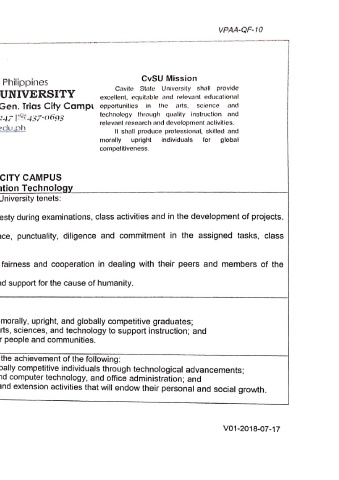 VPAA-QF-10
Philippines
UNIVERSITY
Gen. Trias City Campu
247 | 437-0693
edu.ph
CvSU Mission
Cavite State University shall provide
excellent, equitable and relevant educational
opportunities in the arts, science and
technology through quality instruction and
relevant research and development activities.
It shall produce professional, skilled and
morally upright individuals for global
competitiveness.
CITY CAMPUS
ation Technology
University tenets:
esty during examinations, class activities and in the development of projects.
ce, punctuality, diligence and commitment in the assigned tasks, class
fairness and cooperation in dealing with their peers and members of the
nd support for the cause of humanity.
morally, upright, and globally competitive graduates;
rts, sciences, and technology to support instruction; and
r people and communities.
the achievement of the following:
bally competitive individuals through technological advancements;
nd computer technology, and office administration; and
and extension activities that will endow their personal and social growth.
V01-2018-07-17